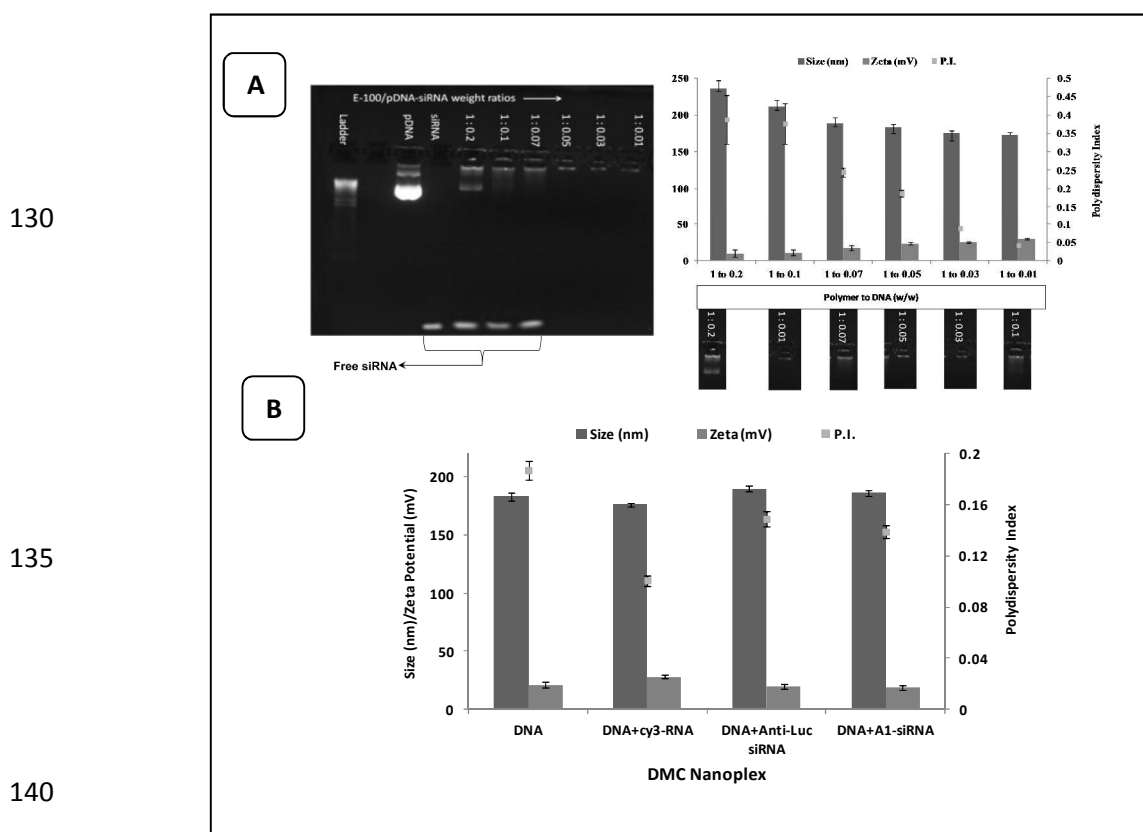 130
135
140
A
E-100/pDNA-siRNA weight ratios
Ladder
pDNA
siRNA
1 : 0.2
1 : 0.1
1 : 0.07
1 : 0.05
1 : 0.03
1 : 0.01
Free siRNA
Size (nm) Zeta (mV) P.I.
250
200
150
100
50
0
0.5
0.45
0.4
0.35
0.3
0.25
0.2
0.15
0.1
0.05
0
Polydispersity Index
1 to 0.2 1 to 0.1 1 to 0.07 1 to 0.05 1 to 0.03 1 to 0.01
Polymer to DNA (w/w)
1 : 0.2
1 : 0.01
1 : 0.07
1 : 0.05
1 : 0.03
1 : 0.1
B
Size (nm) Zeta (mV) P.I.
Size (nm)/Zeta Potential (mV)
200
150
100
50
0
0.2
0.16
0.12
0.08
0.04
0
Polydispersity Index
DNA DNA+cy3-RNA DNA+Anti-Luc DNA+A1-siRNA
siRNA
DMC Nanoplex